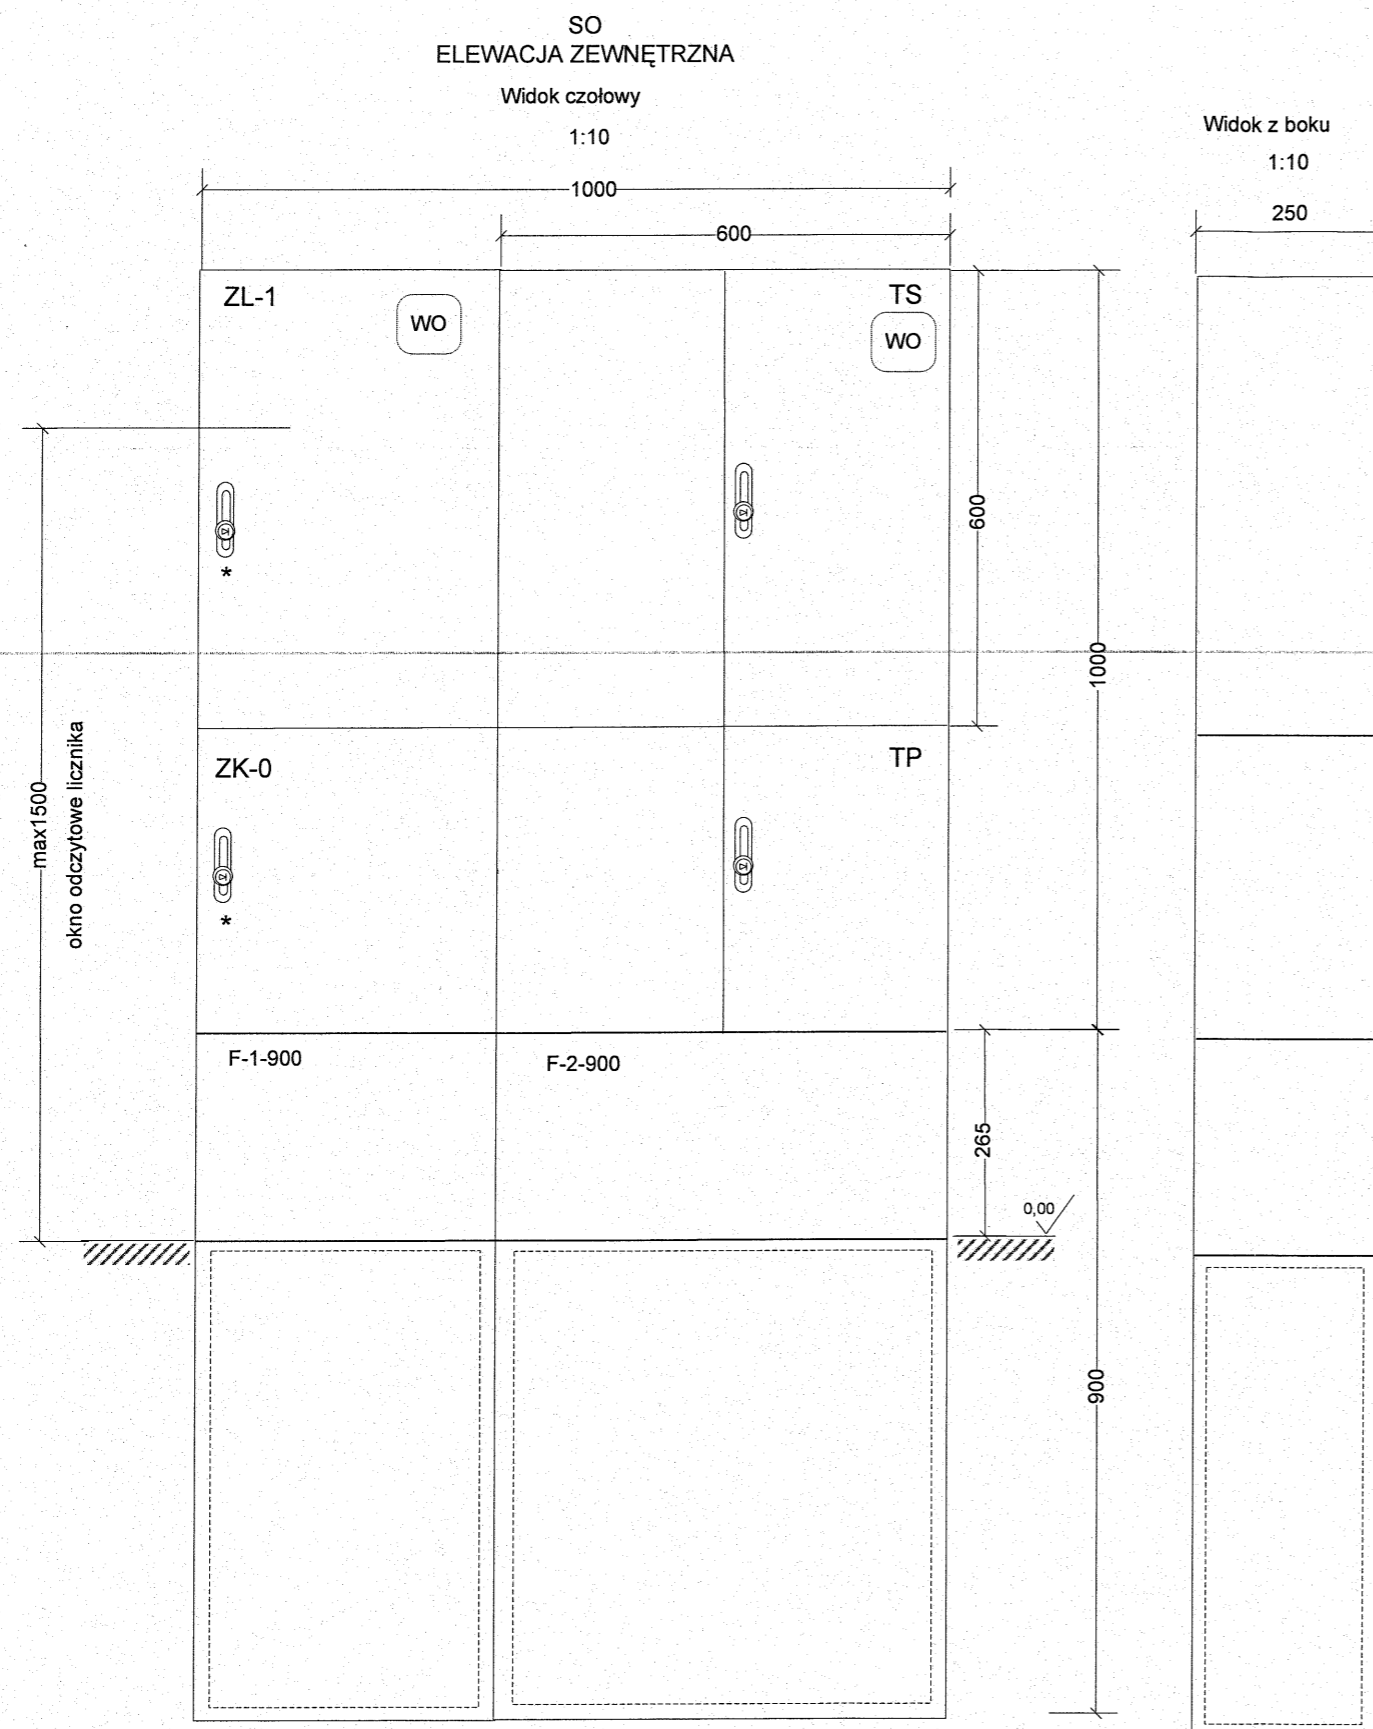 SO
ELEWACJA ZEWNĘTRZNA
Widok czołowy
1:10
1000
600
Widok z boku
1:10
250
ZL-1
WO
TS
WO
*
600
1000
max1500
okno odczytowe licznika
ZK-0
TP
*
F-1-900
F-2-900
265
0,00
900